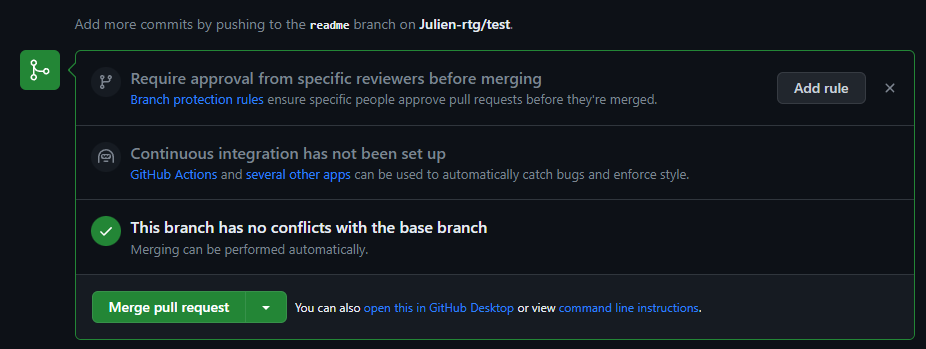 Add more commits by pushing to the readme branch on Julien-rtg/test.
Require approval from specific reviewers before merging
Branch protection rules ensure specific people approve pull requests before they're merged.
Add rule
Continuous integration has not been set up
GitHub Actions and several other apps can be used to automatically catch bugs and enforce style.
This branch has no conflicts with the base branch
Merging can be performed automatically.
Merge pull request
You can also open this in GitHub Desktop or view command line instructions.